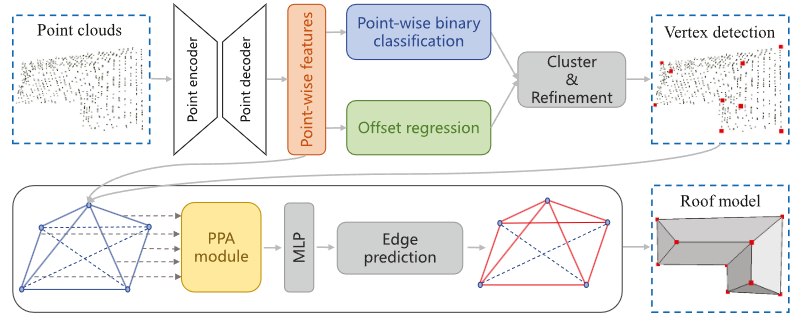 Point clouds
Point encoder
Point decoder
Point-wise features
Point-wise binary
classification
Offset regression
Cluster
&
Refinement
Vertex detection
PPA
module
MLP
Edge
prediction
Roof model